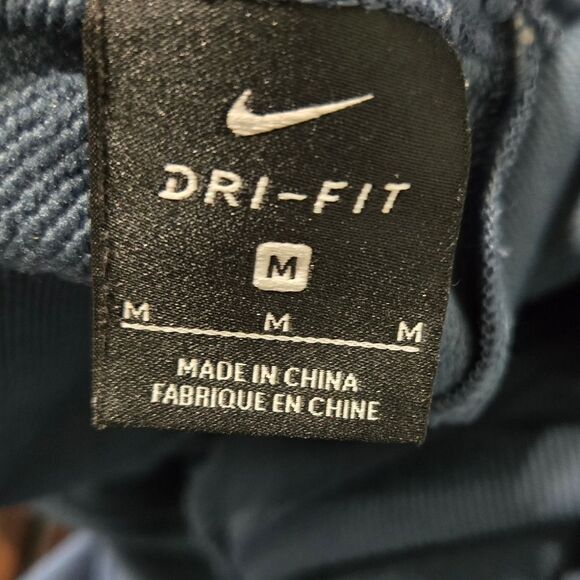 DRI-FIT
M
M M M
MADE IN CHINA
FABRIQUE EN CHINE